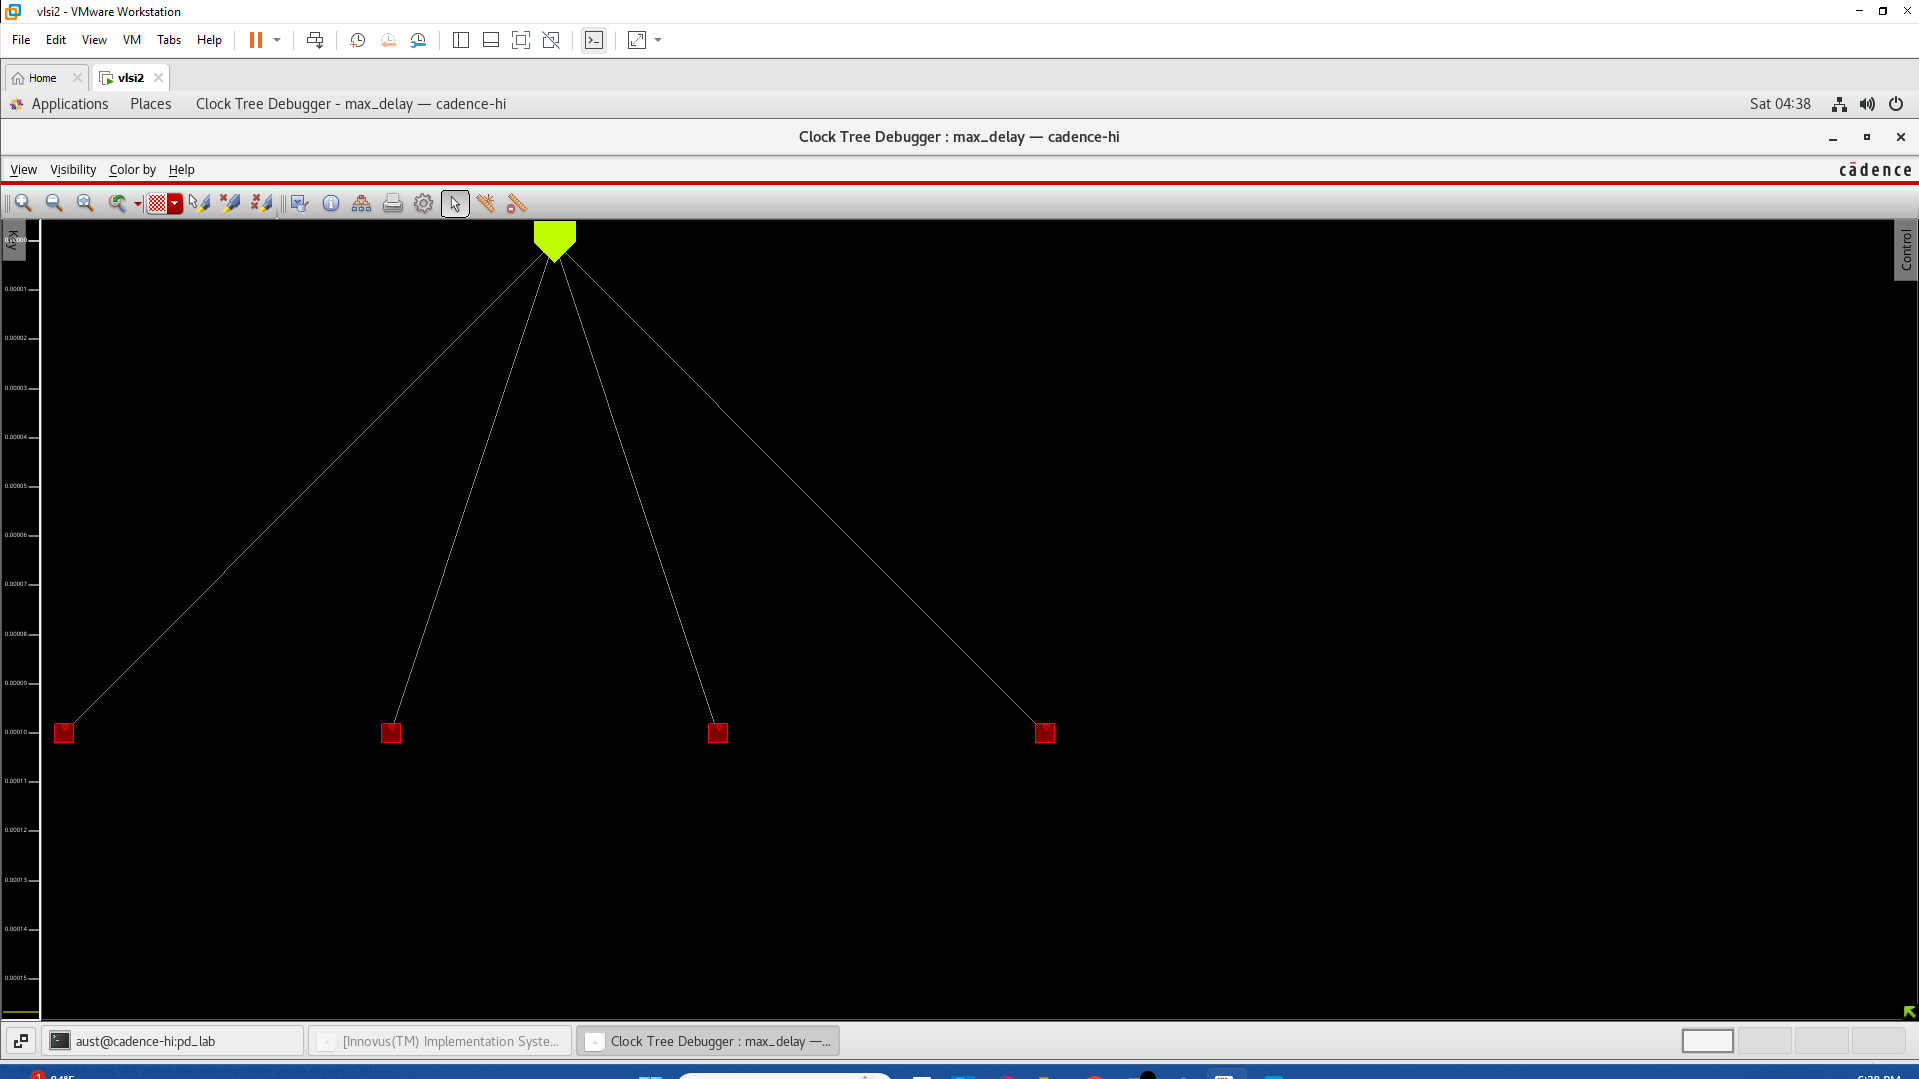 vlsi2 - VMware Workstation
File Edit View VM Tabs Help
Home vlsi2
Applications Places Clock Tree Debugger - max_delay — cadence-hi Sat 04:38
Clock Tree Debugger : max_delay — cadence-hi
View Visibility Color by Help cādence
Key
Control
0.00001
0.00002
0.00003
0.00004
0.00005
0.00006
0.00007
0.00008
0.00009
0.00010
0.00011
0.00012
0.00013
0.00014
0.00015
aust@cadence-hi:pd_lab [Innovus(TM) Implementation Syste... Clock Tree Debugger : max_delay —...